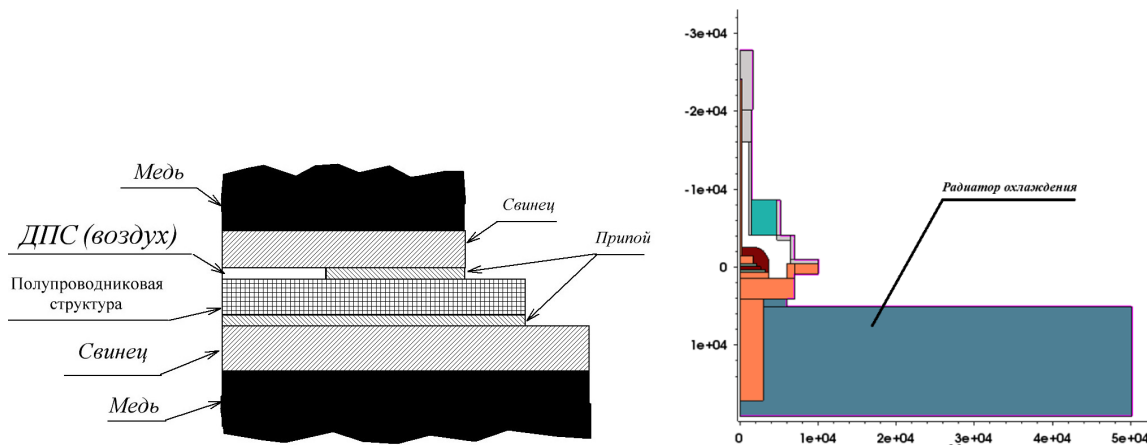 Медь
Свинец
ДПС (воздух)
Припой
Полупроводниковая
структура
Свинец
Медь
-3e+04
-2e+04
-1e+04
0
1e+04
Радиатор охлаждения
0
1e+04
2e+04
3e+04
4e+04
5e+04